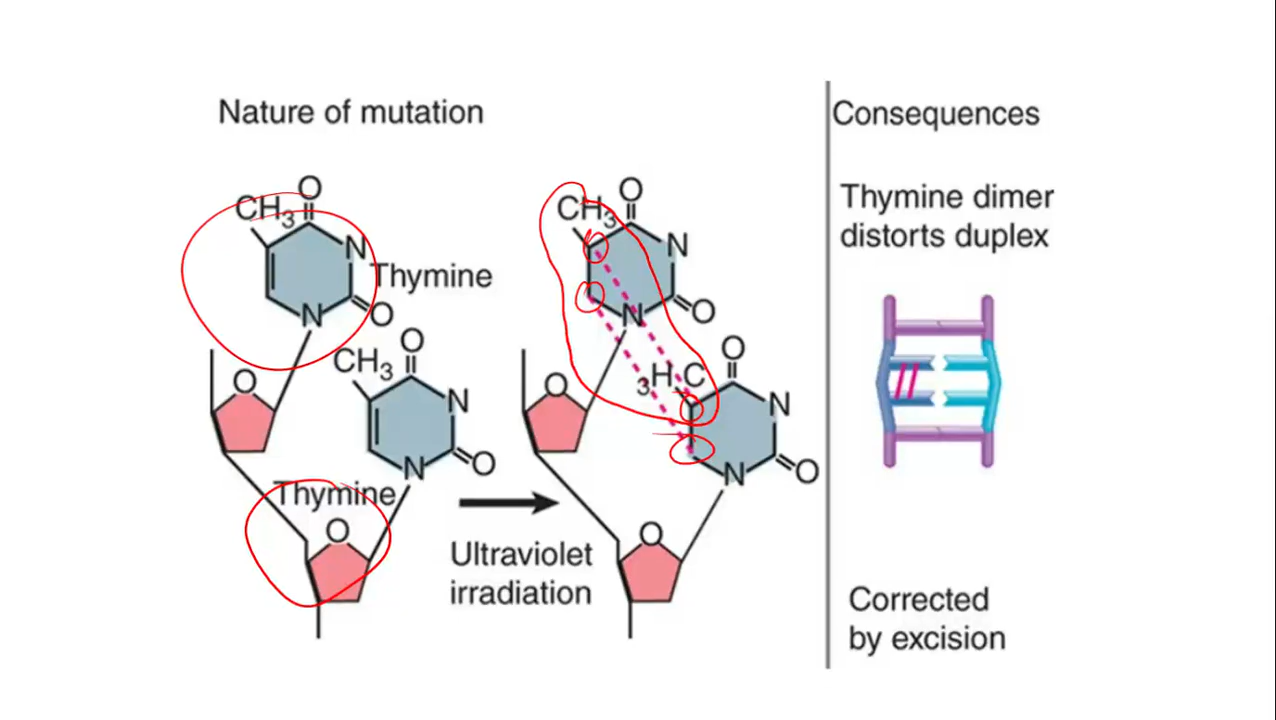 Nature of mutation
O
CH3
N
Thymine
N
O
O
CH3
N
O
N
O
Thymine
O
Ultraviolet
irradiation
O
CH3
N
O
N
O
3HC
N
O
N
O
O
Consequences
Thymine dimer
distorts duplex
Corrected
by excision